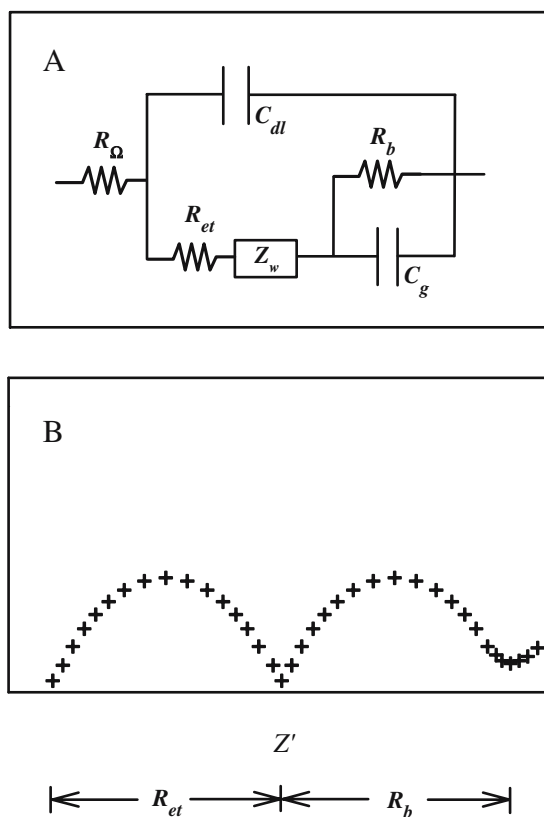 A
C_dl
R_Ω
R_b
R_et
Z_w
C_g
B
Z'
R_et R_b